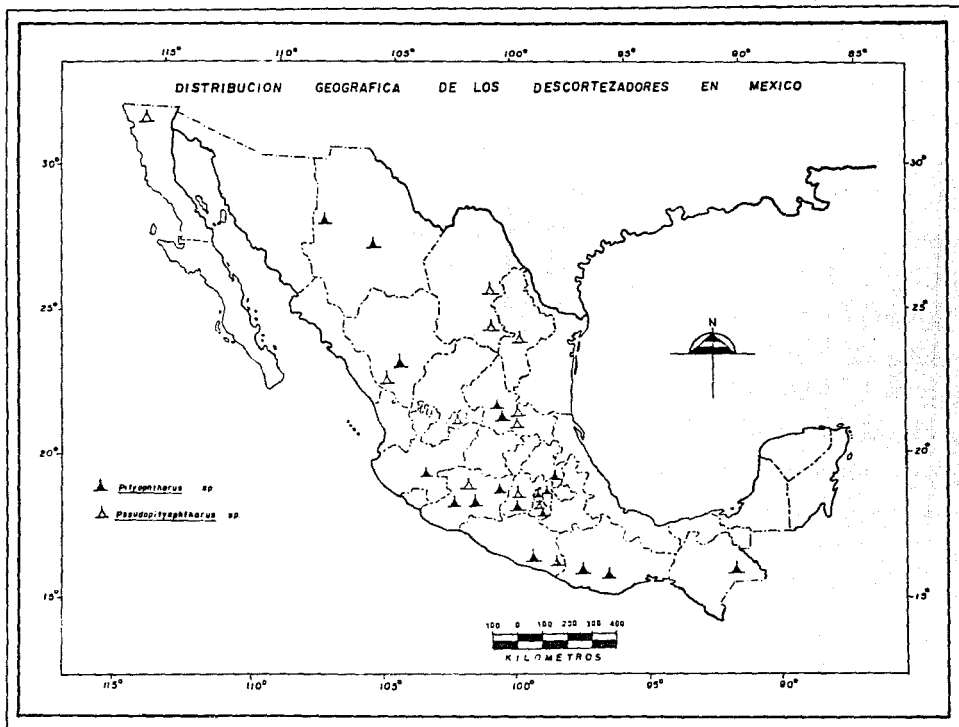 115° 110° 105° 100° 95° 90° 85°
DISTRIBUCION GEOGRAFICA DE LOS DESCORTEZADORES EN MEXICO
30° 30°
25° 25°
N
20° 20°
Pityophthorus sp
Pseudopityophthorus sp.
15° 15°
100 0 100 200 300 400
KILOMETROS
115° 110° 105° 100° 95° 90°